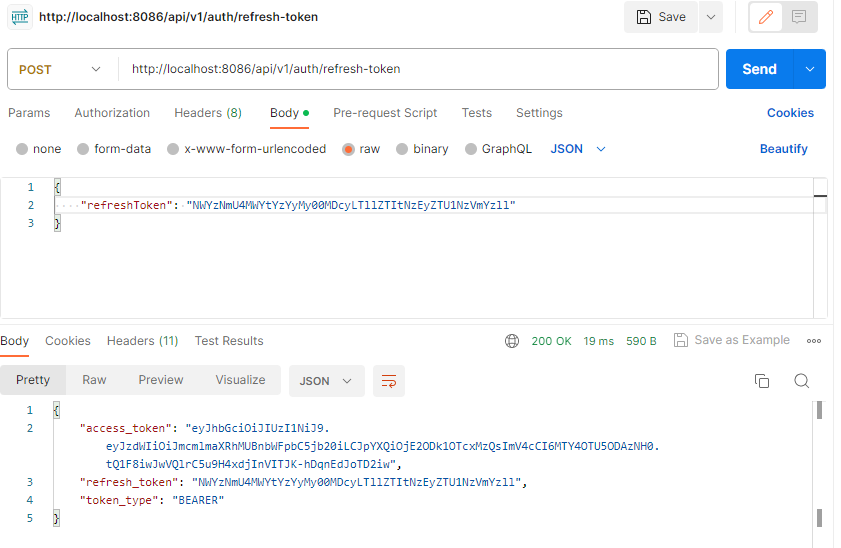 HTTP http://localhost:8086/api/v1/auth/refresh-token Save
POST http://localhost:8086/api/v1/auth/refresh-token Send
Params Authorization Headers (8) Body Pre-request Script Tests Settings Cookies
none form-data x-www-form-urlencoded raw binary GraphQL JSON Beautify
1 {
2 "refreshToken": "NWYzNmU4MWYtYzYyMy00MDcyLTllZTItNzEyZTU1NzVmYzll"
3 }
Body Cookies Headers (11) Test Results 200 OK 19 ms 590 B Save as Example
Pretty Raw Preview Visualize JSON
1 {
2 "access_token": "eyJhbGciOiJIUzI1NiJ9.
eyJzdWIiOiJmcmlmaXRhMUBnbWFpbC5jb20iLCJpYXQiOjE2ODk1OTcxMzQsImV4cCI6MTY4OTU5ODAzNH0.
tQ1F8iwJwVQlrC5u9H4xdjInVITJK-hDqnEdJoTD2iw",
3 "refresh_token": "NWYzNmU4MWYtYzYyMy00MDcyLTllZTItNzEyZTU1NzVmYzll",
4 "token_type": "BEARER"
5 }